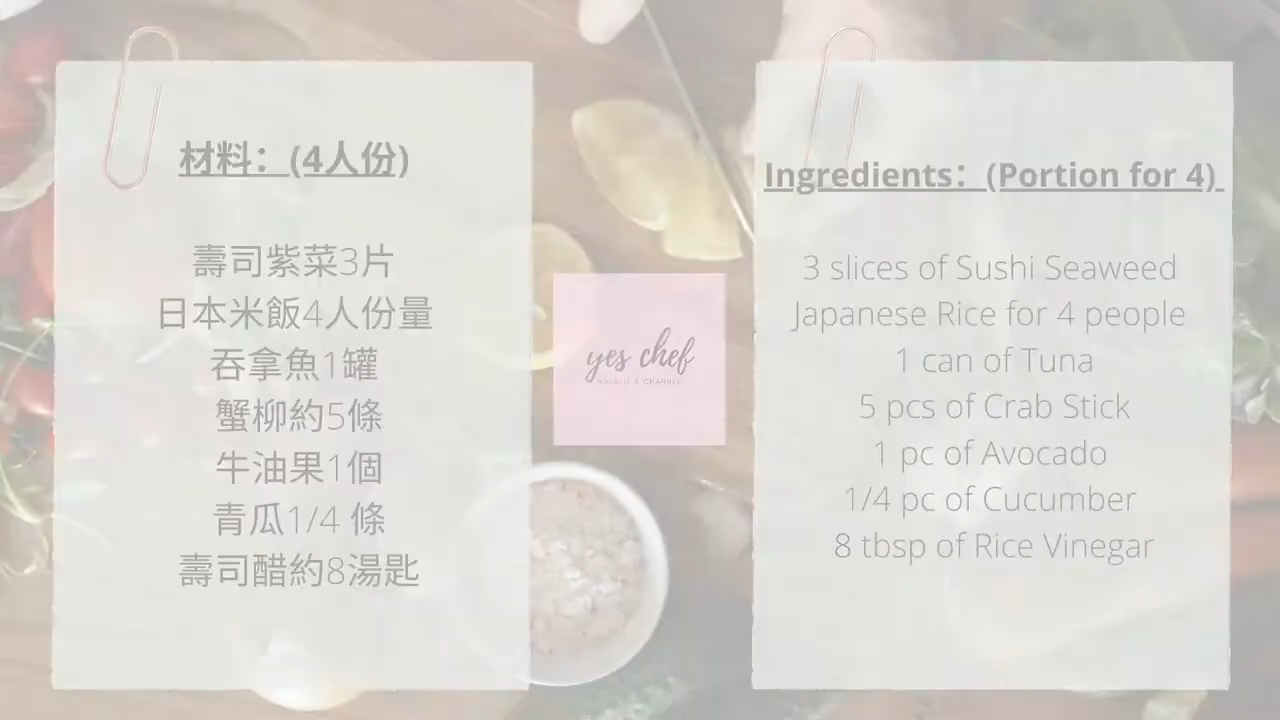 材料：(4人份)
壽司紫菜3片
日本米飯4人份量
吞拿魚1罐
蟹柳約5條
牛油果1個
青瓜1/4 條
壽司醋約8湯匙
yes chef
NATALIE'S CHANNEL
Ingredients：(Portion for 4)
3 slices of Sushi Seaweed
Japanese Rice for 4 people
1 can of Tuna
5 pcs of Crab Stick
1 pc of Avocado
1/4 pc of Cucumber
8 tbsp of Rice Vinegar